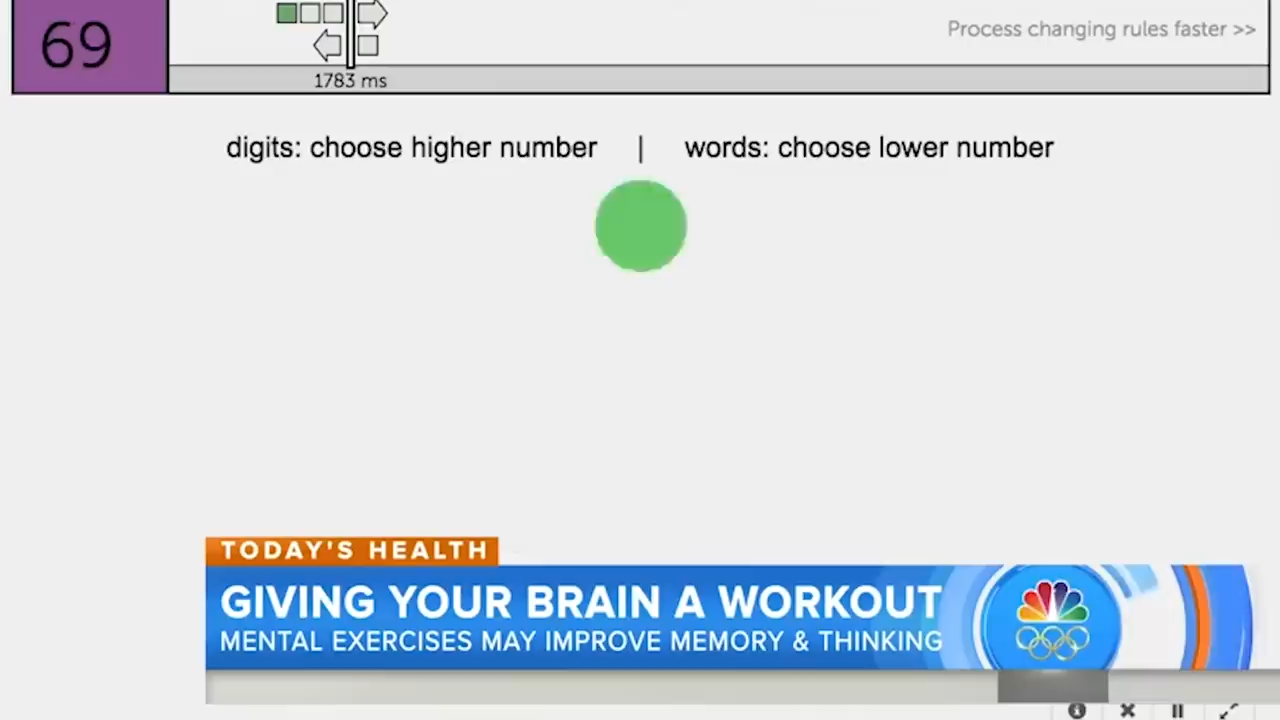 69
Process changing rules faster >>
1783 ms
digits: choose higher number | words: choose lower number
TODAY'S HEALTH
GIVING YOUR BRAIN A WORKOUT
MENTAL EXERCISES MAY IMPROVE MEMORY & THINKING